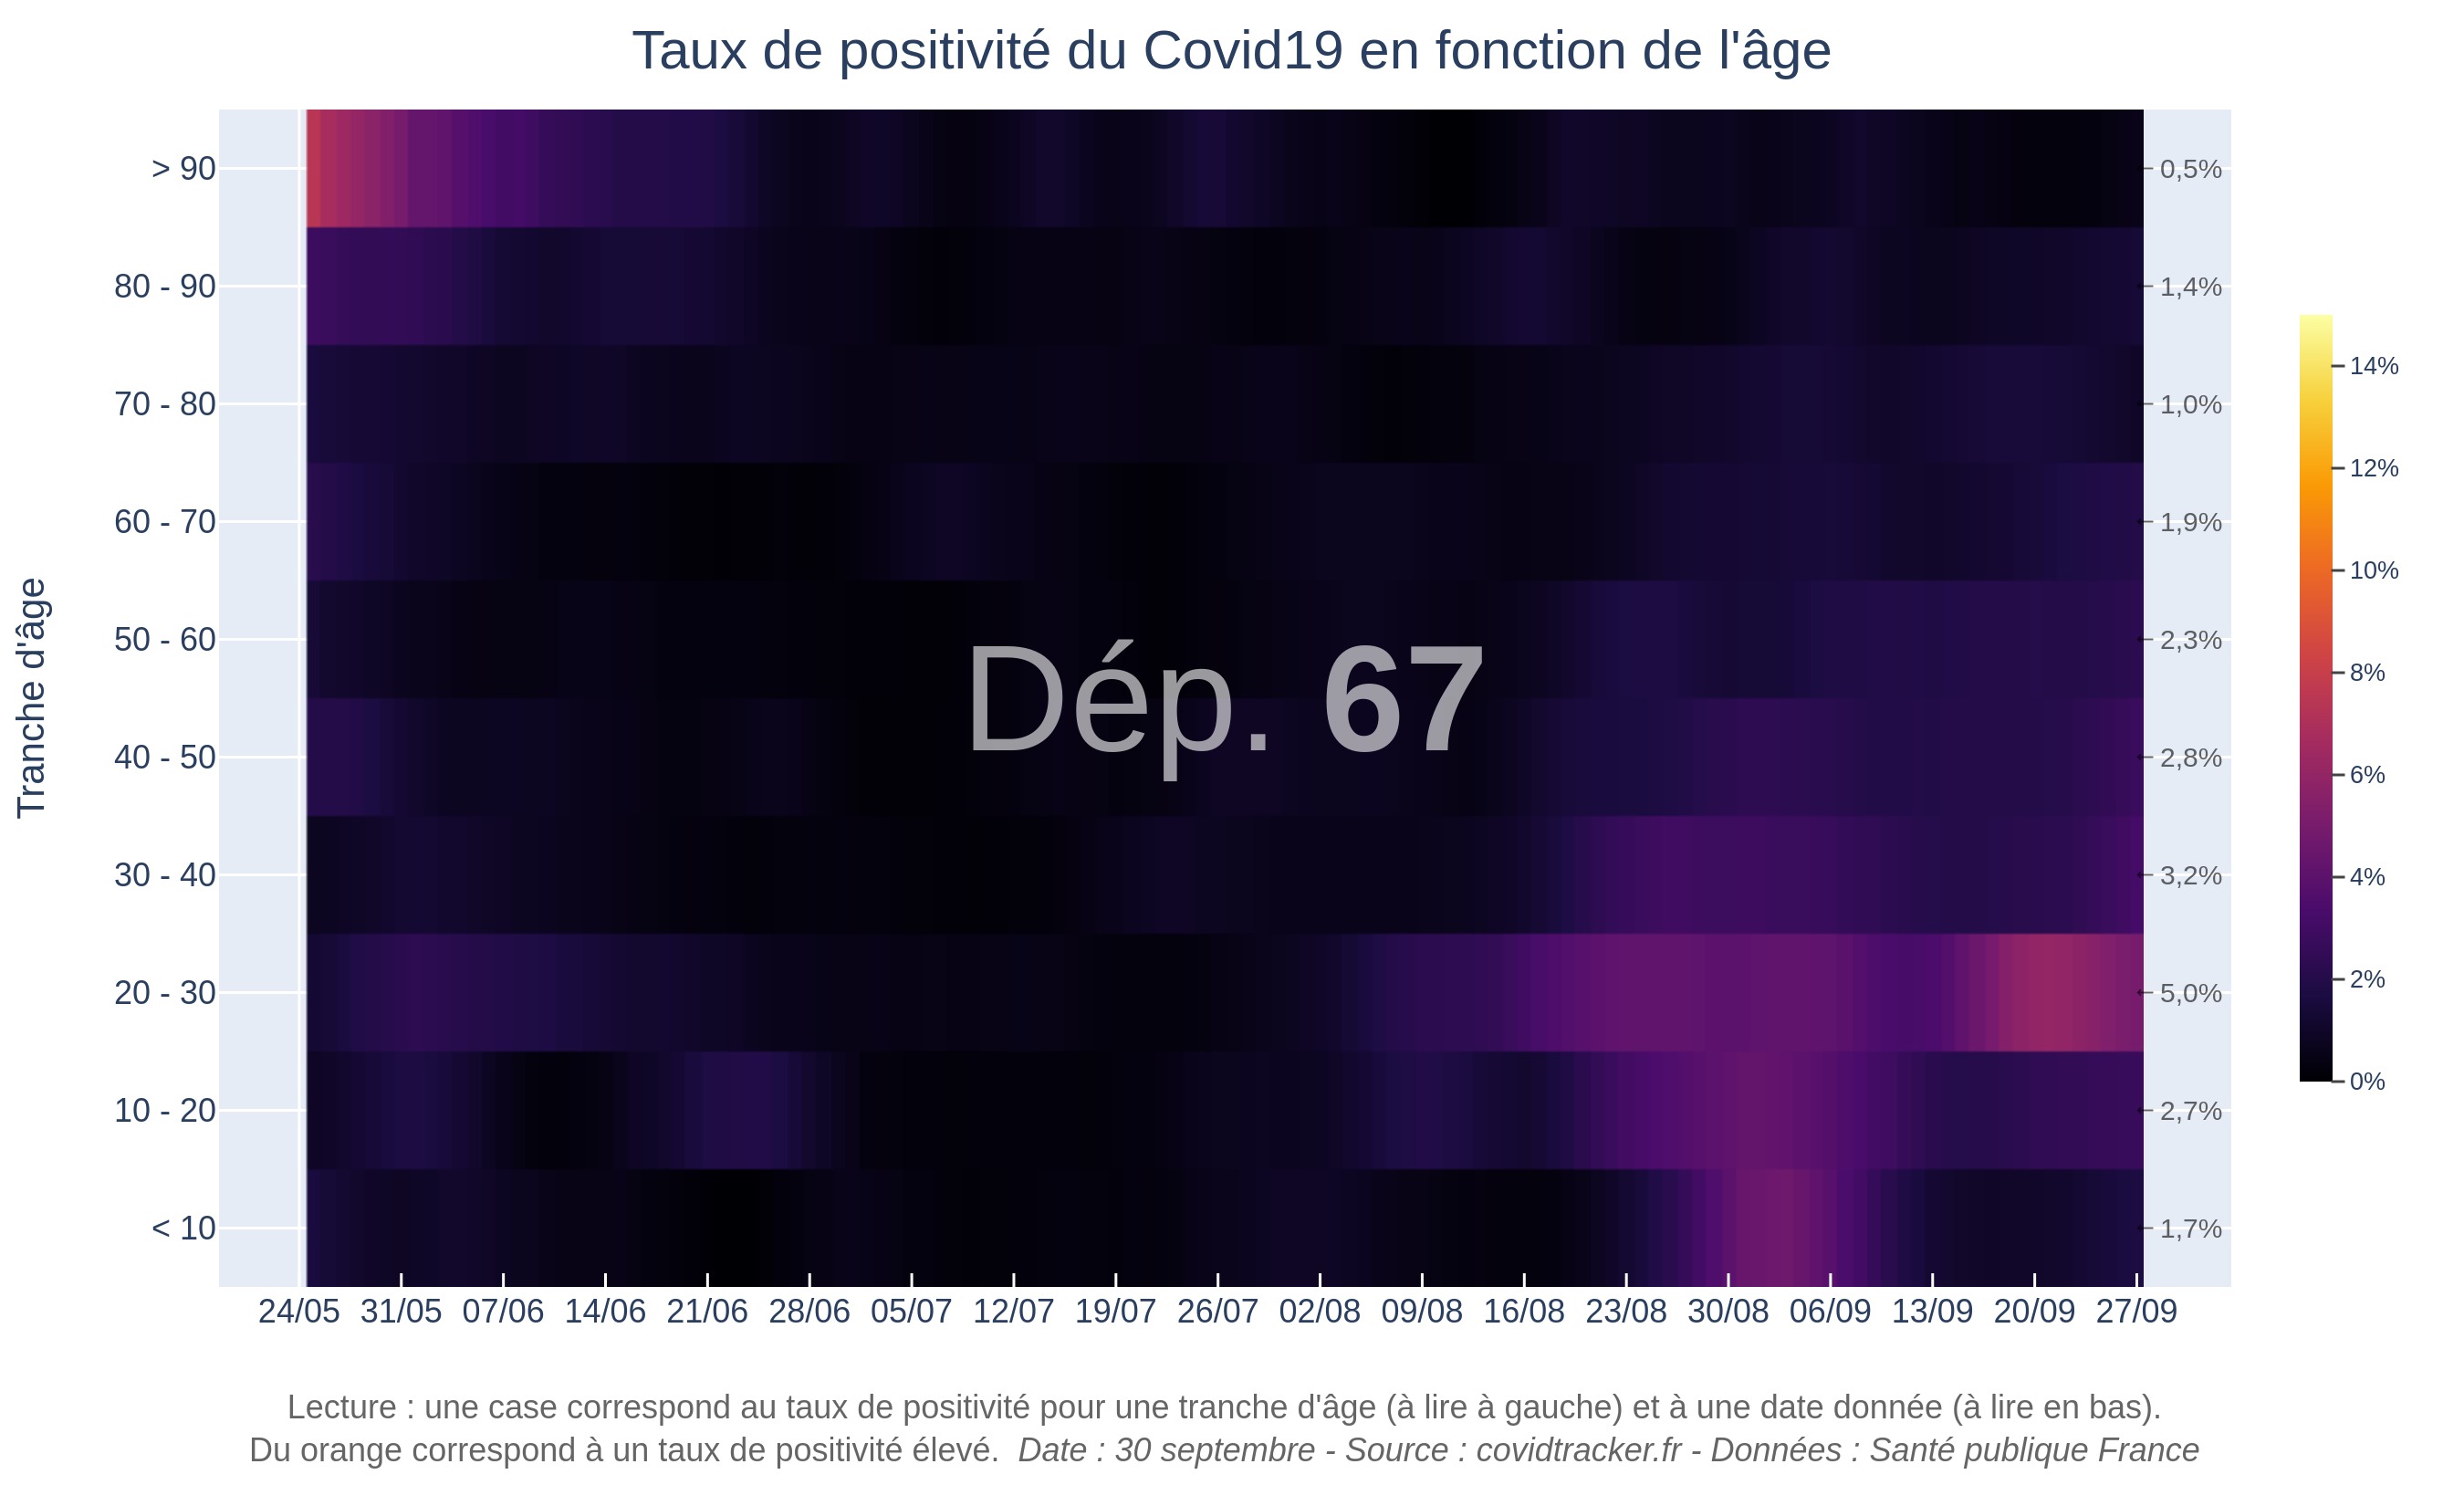 Taux de positivité du Covid19 en fonction de l'âge
Tranche d'âge
> 90
80 - 90
70 - 80
60 - 70
50 - 60
40 - 50
30 - 40
20 - 30
10 - 20
< 10
Dép. 67
0,5%
1,4%
1,0%
1,9%
2,3%
2,8%
3,2%
5,0%
2,7%
1,7%
14%
12%
10%
8%
6%
4%
2%
0%
24/05 31/05 07/06 14/06 21/06 28/06 05/07 12/07 19/07 26/07 02/08 09/08 16/08 23/08 30/08 06/09 13/09 20/09 27/09
Lecture : une case correspond au taux de positivité pour une tranche d'âge (à lire à gauche) et à une date donnée (à lire en bas).
Du orange correspond à un taux de positivité élevé. Date : 30 septembre - Source : covidtracker.fr - Données : Santé publique France